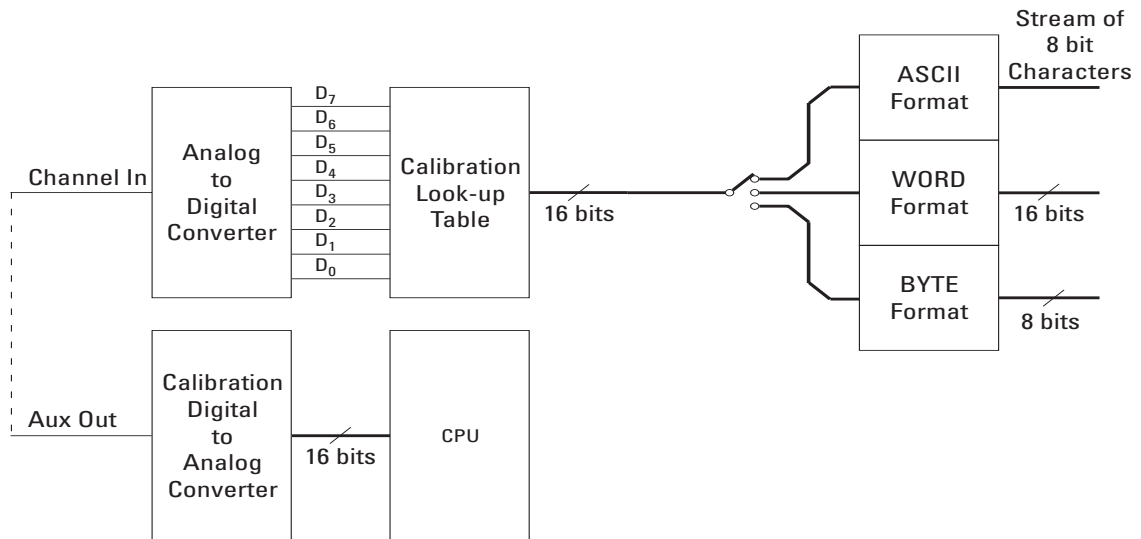 Stream of
8 bit
Characters
ASCII
Format
D7
D6
D5
D4
D3
D2
D1
D0
Analog
to
Digital
Converter
Channel In
Calibration
Look-up
Table
16 bits
WORD
Format
16 bits
BYTE
Format
8 bits
Aux Out
Calibration
Digital
to
Analog
Converter
16 bits
CPU